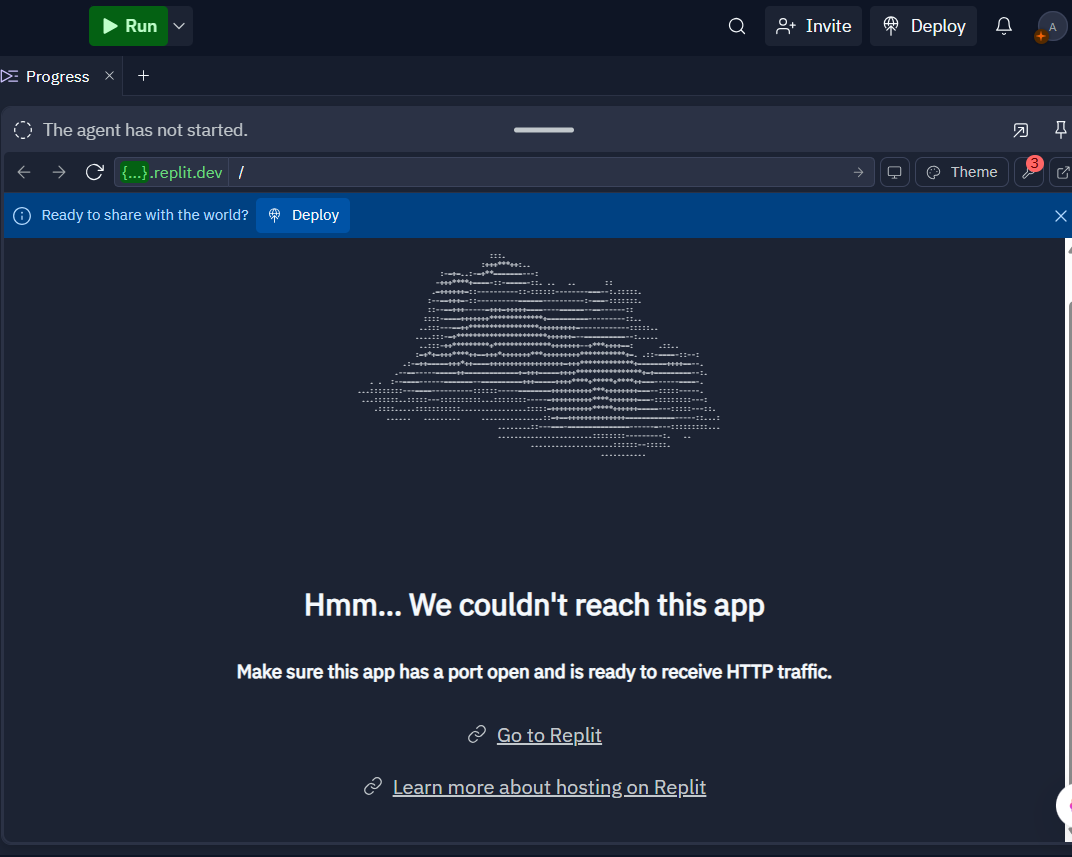 Run
Invite
Deploy
A
Progress
The agent has not started.
{...}.replit.dev /
Theme
3
Ready to share with the world? Deploy
Hmm... We couldn't reach this app
Make sure this app has a port open and is ready to receive HTTP traffic.
Go to Replit
Learn more about hosting on Replit